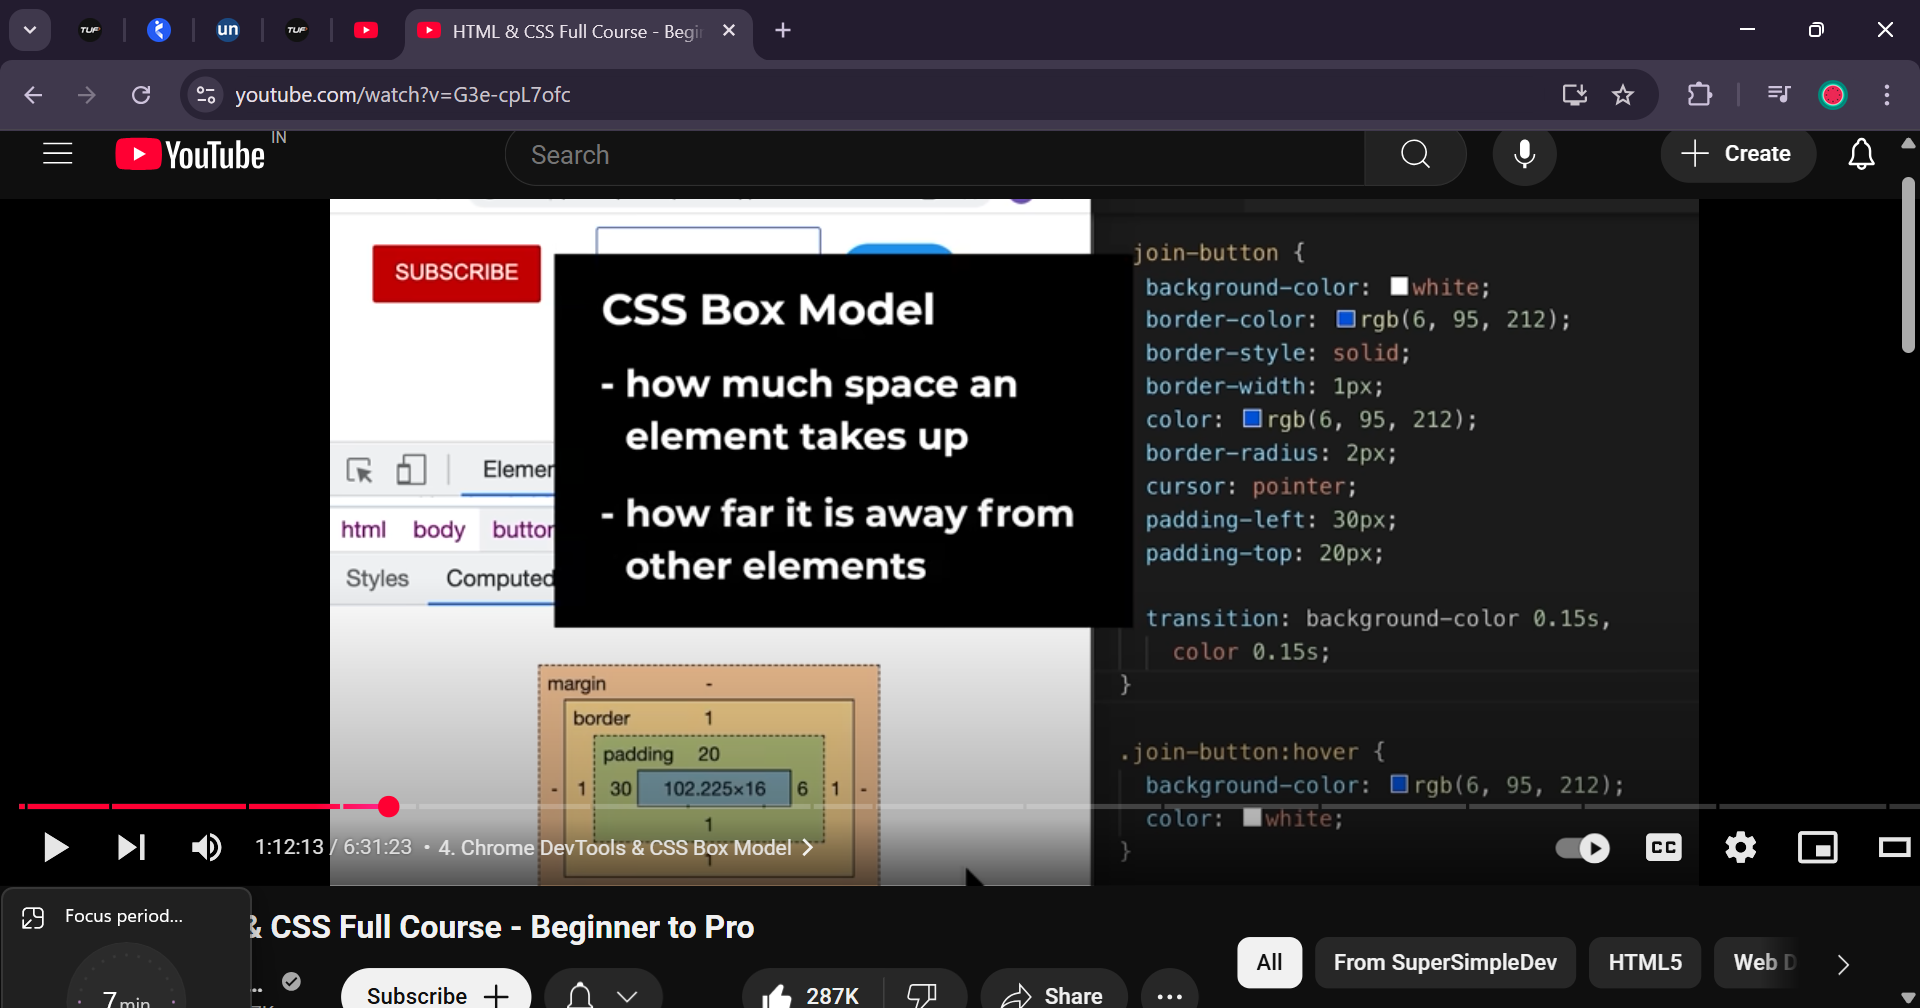 TUF
un
TUF
HTML & CSS Full Course - Begin
youtube.com/watch?v=G3e-cpL7ofc
YouTube IN
Search
Create
SUBSCRIBE
CSS Box Model
- how much space an
element takes up
- how far it is away from
other elements
Elemen
html body button
Styles Computed
margin -
border 1
padding 20
- 1 30 102.225×16 6 1 -
1
1
join-button {
background-color: white;
border-color: rgb(6, 95, 212);
border-style: solid;
border-width: 1px;
color: rgb(6, 95, 212);
border-radius: 2px;
cursor: pointer;
padding-left: 30px;
padding-top: 20px;
transition: background-color 0.15s,
color 0.15s;
}
.join-button:hover {
background-color: rgb(6, 95, 212);
color: white;
}
1:12:13 / 6:31:23 • 4. Chrome DevTools & CSS Box Model
CC
Focus period...
7 min
& CSS Full Course - Beginner to Pro
Subscribe
287K
Share
All
From SuperSimpleDev
HTML5
Web D